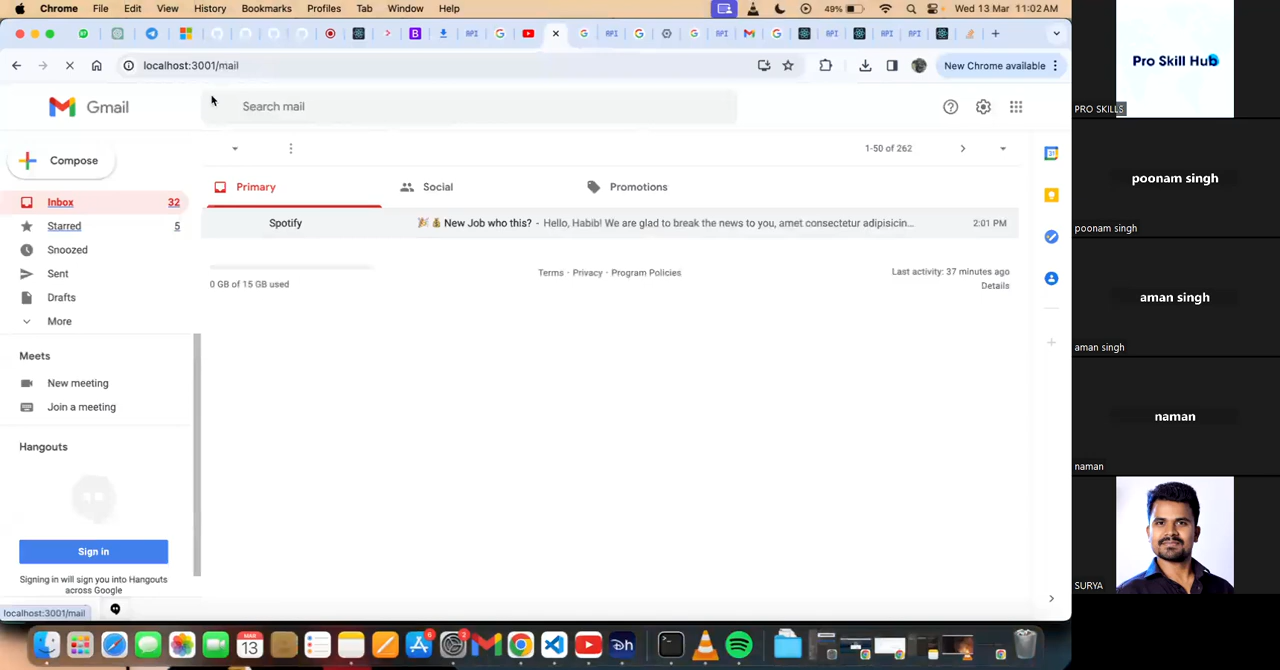 Chrome File Edit View History Bookmarks Profiles Tab Window Help
49% Wed 13 Mar 11:02 AM
localhost:3001/mail
New Chrome available
Gmail
Search mail
Compose
1-50 of 262
Primary Social Promotions
Spotify 🎉 💰 New Job who this? - Hello, Habib! We are glad to break the news to you, amet consectetur adipisicin... 2:01 PM
Terms · Privacy · Program Policies
Last activity: 37 minutes ago
0 GB of 15 GB used
Details
Inbox 32
Starred 5
Snoozed
Sent
Drafts
More
Meets
New meeting
Join a meeting
Hangouts
Sign in
Signing in will sign you into Hangouts
across Google
localhost:3001/mail
Pro Skill Hub
PRO SKILLS
poonam singh
poonam singh
aman singh
aman singh
naman
naman
SURYA